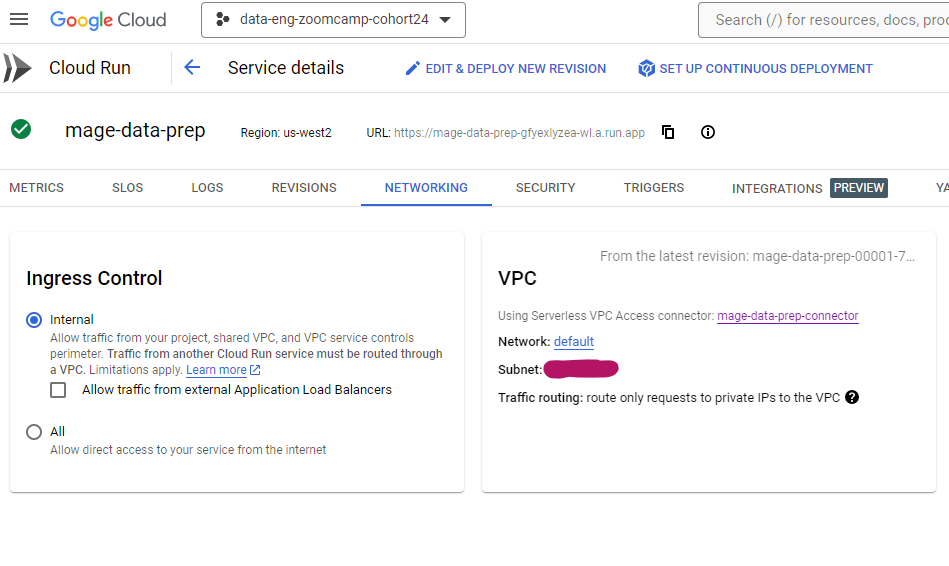 Google Cloud
data-eng-zoomcamp-cohort24
Search (/) for resources, docs, pro
Cloud Run
Service details
EDIT & DEPLOY NEW REVISION
SET UP CONTINUOUS DEPLOYMENT
mage-data-prep
Region: us-west2
URL: https://mage-data-prep-gfyexlyzea-wl.a.run.app
METRICS
SLOS
LOGS
REVISIONS
NETWORKING
SECURITY
TRIGGERS
INTEGRATIONS PREVIEW
YA
Ingress Control
Internal
Allow traffic from your project, shared VPC, and VPC service controls
perimeter. Traffic from another Cloud Run service must be routed through
a VPC. Limitations apply. Learn more
Allow traffic from external Application Load Balancers
All
Allow direct access to your service from the internet
From the latest revision: mage-data-prep-00001-7...
VPC
Using Serverless VPC Access connector: mage-data-prep-connector
Network: default
Subnet:
Traffic routing: route only requests to private IPs to the VPC